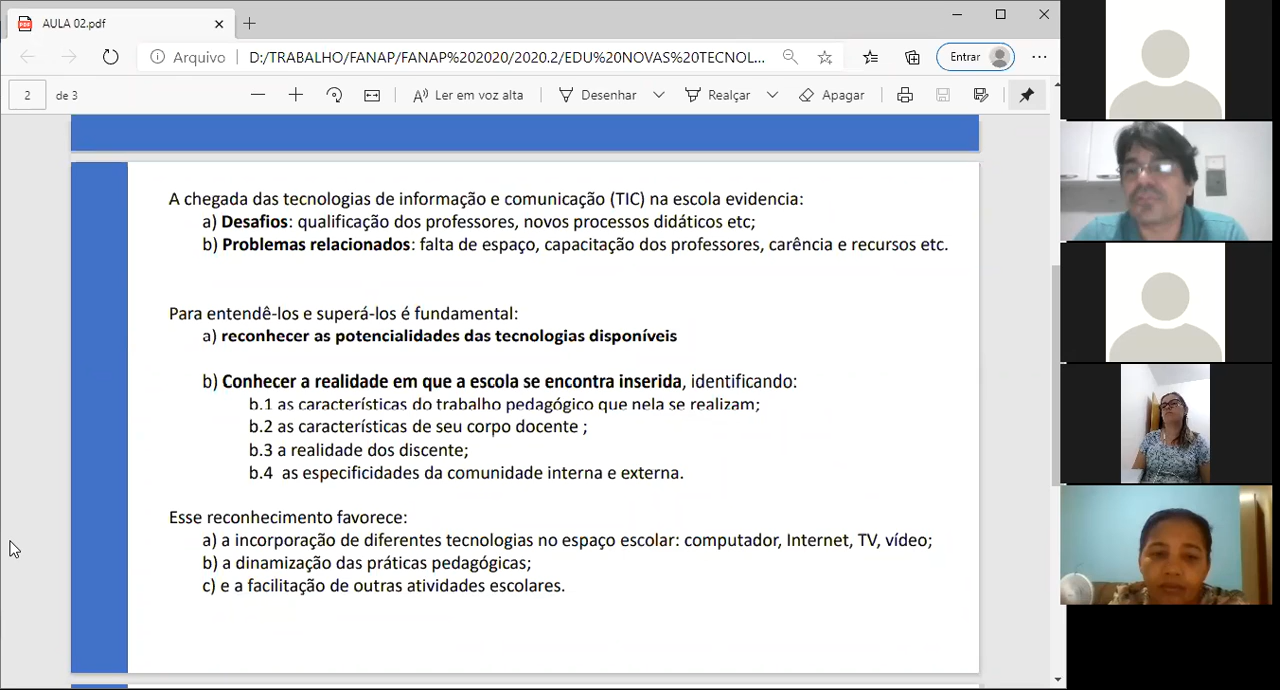 AULA 02.pdf
Arquivo
D:/TRABALHO/FANAP/FANAP%202020/2020.2/EDU%20NOVAS%20TECNOL...
Entrar
2 de 3
Ler em voz alta
Desenhar
Realçar
Apagar
A chegada das tecnologias de informação e comunicação (TIC) na escola evidencia:
a) Desafios: qualificação dos professores, novos processos didáticos etc;
b) Problemas relacionados: falta de espaço, capacitação dos professores, carência e recursos etc.
Para entendê-los e superá-los é fundamental:
a) reconhecer as potencialidades das tecnologias disponíveis
b) Conhecer a realidade em que a escola se encontra inserida, identificando:
b.1 as características do trabalho pedagógico que nela se realizam;
b.2 as características de seu corpo docente ;
b.3 a realidade dos discente;
b.4 as especificidades da comunidade interna e externa.
Esse reconhecimento favorece:
a) a incorporação de diferentes tecnologias no espaço escolar: computador, Internet, TV, vídeo;
b) a dinamização das práticas pedagógicas;
c) e a facilitação de outras atividades escolares.